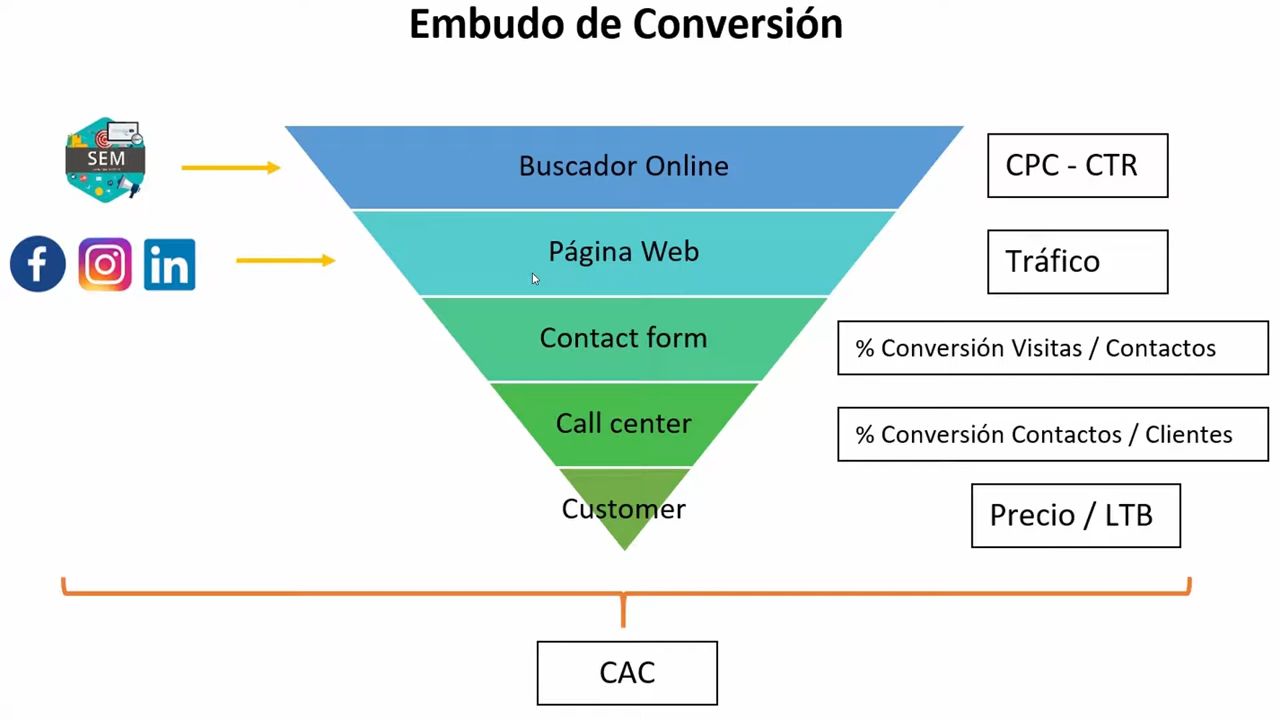 Embudo de Conversión
SEM
Buscador Online
CPC - CTR
Página Web
Tráfico
Contact form
% Conversión Visitas / Contactos
Call center
% Conversión Contactos / Clientes
Customer
Precio / LTB
CAC